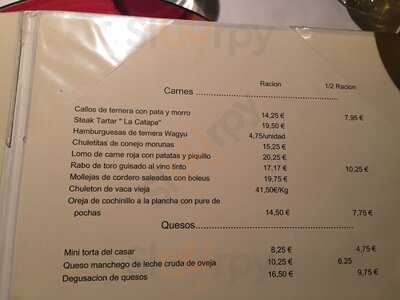 Racion 1/2 Racion
Carnes
Callos de ternera con pata y morro 14,25 € 7,95 €
Steak Tartar " La Catapa" 19,50 €
Hamburguesas de ternera Wagyu 4,75/unidad
Chuletitas de conejo morunas 15,25 €
Lomo de carne roja con patatas y piquillo 20,25 €
Rabo de toro guisado al vino tinto 17,17 € 10,25 €
Mollejas de cordero saleadas con boleus 19,75 €
Chuleton de vaca vieja 41,50€/Kg
Oreja de cochinillo a la plancha con pure de
pochas 14,50 € 7,75 €
Quesos
Mini torta del casar 8,25 € 4,75 €
Queso manchego de leche cruda de oveja 10,25 € 6,25
Degusacion de quesos 16,50 € 9,75 €